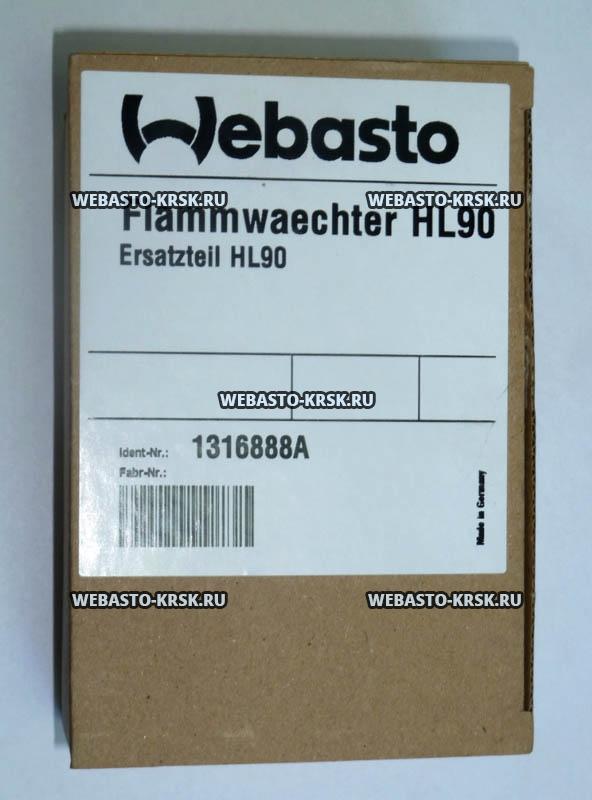 Webasto
WEBASTO-KRSK.RU WEBASTO-KRSK.RU
Flammwaechter HL90
Ersatzteil HL90
WEBASTO-KRSK.RU
Ident-Nr.: 1316888A
Fabr-Nr.:
Made in Germany
WEBASTO-KRSK.RU WEBASTO-KRSK.RU